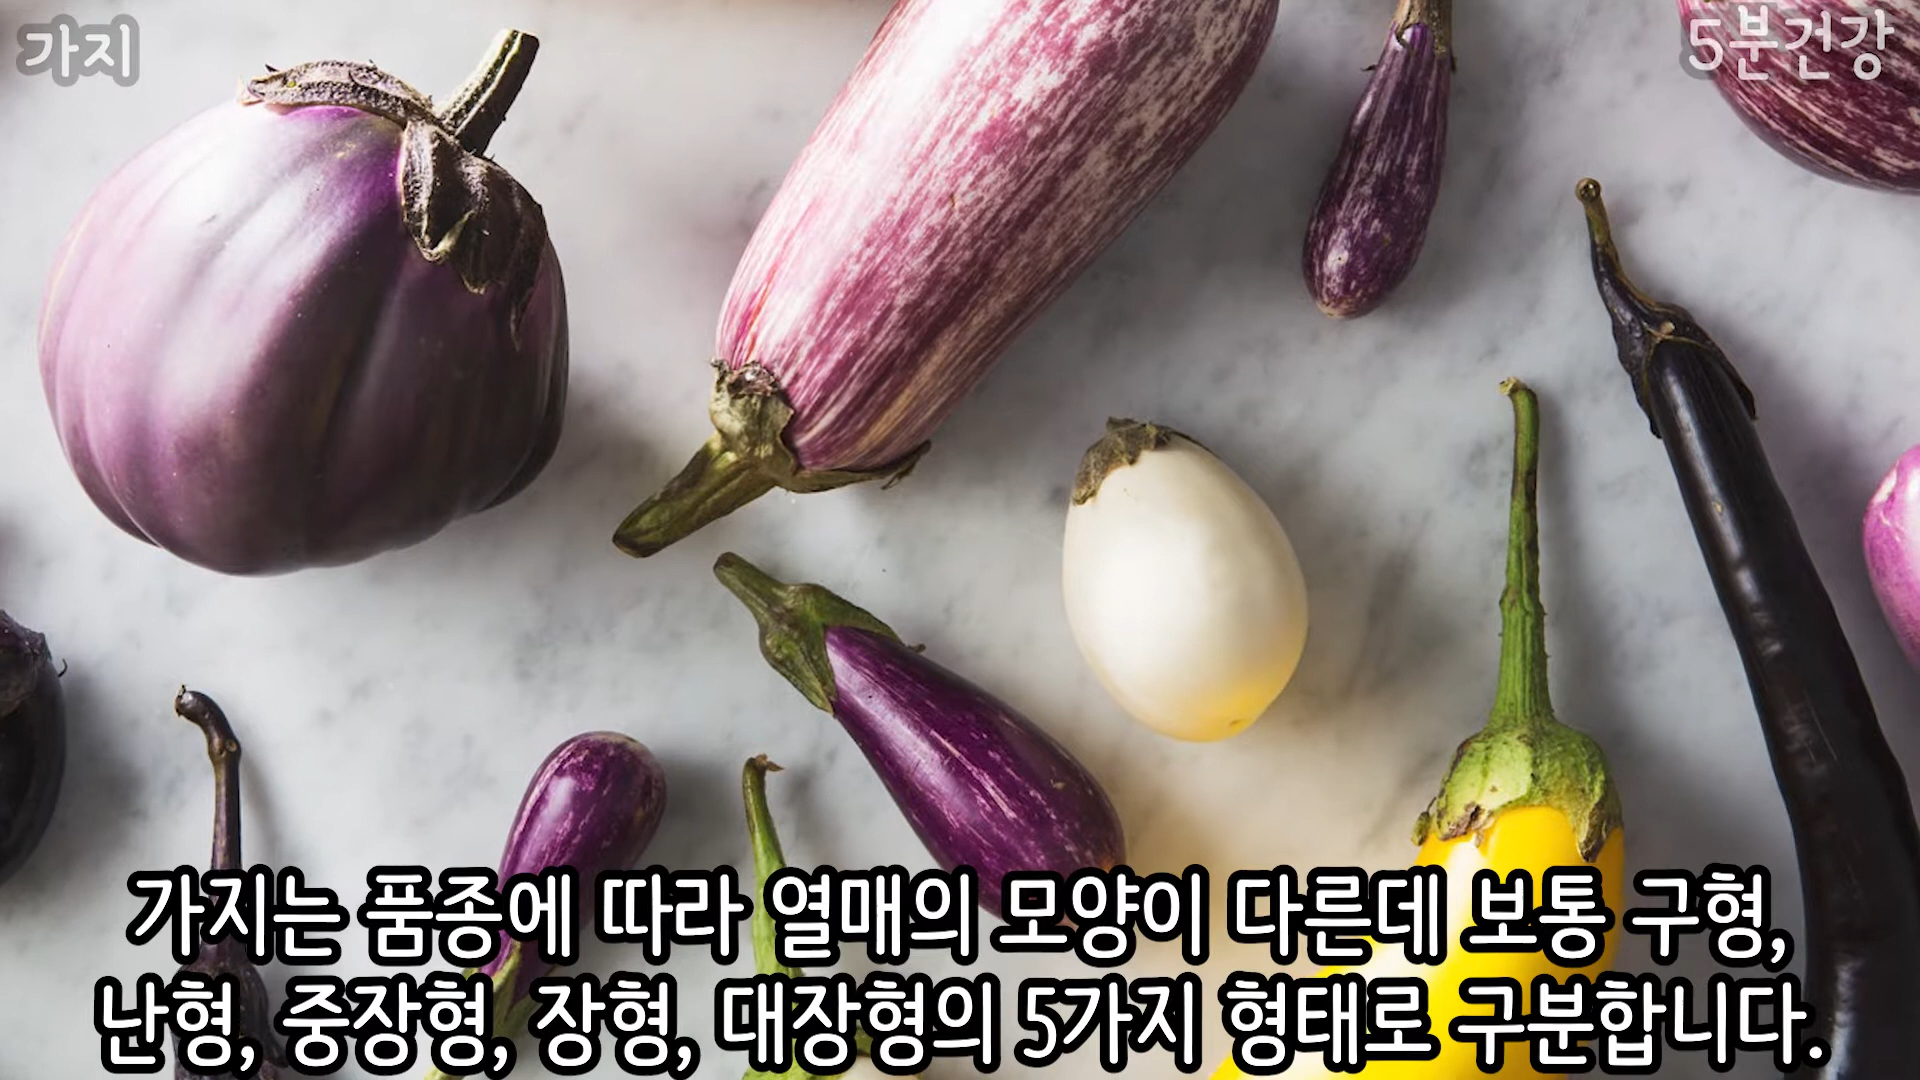 가지
5분건강
가지는 품종에 따라 열매의 모양이 다른데 보통 구형,
난형, 중장형, 장형, 대장형의 5가지 형태로 구분합니다.